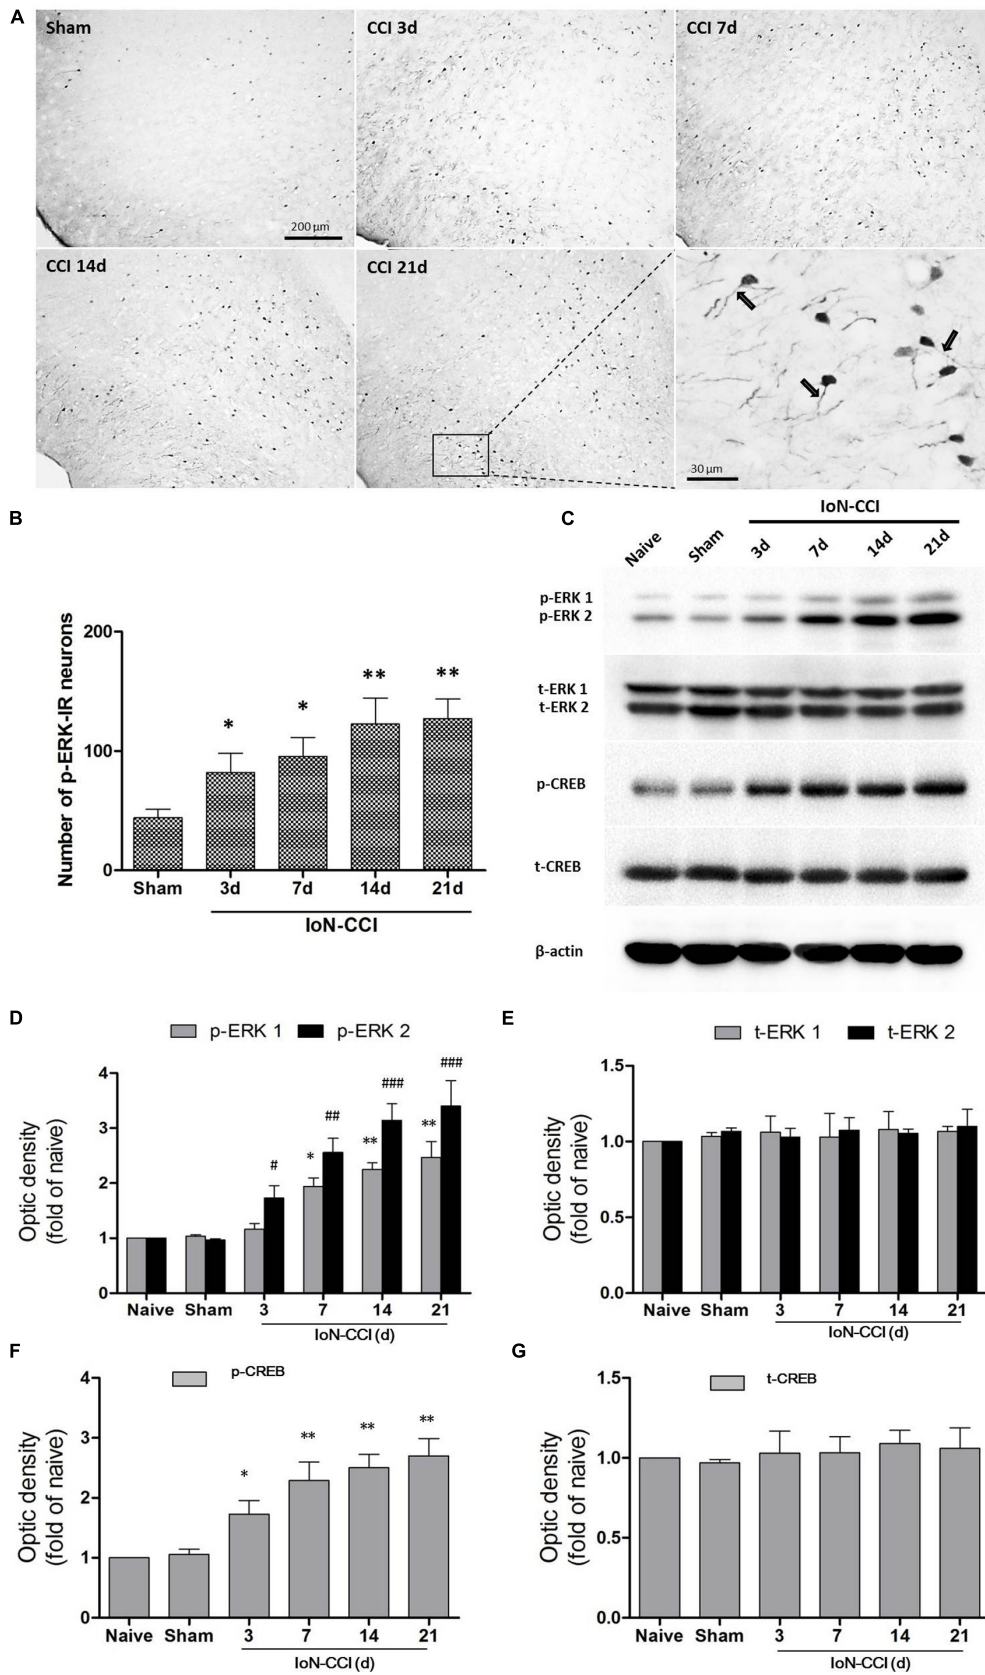 A
Sham
CCI 3d
CCI 7d
200 µm
CCI 14d
CCI 21d
30 µm
B
Number of p-ERK-IR neurons
200
100
0
*
*
**
**
Sham
3d
7d
14d
21d
IoN-CCI
C
IoN-CCI
Naive
Sham
3d
7d
14d
21d
p-ERK 1
p-ERK 2
t-ERK 1
t-ERK 2
p-CREB
t-CREB
β-actin
D
p-ERK 1
p-ERK 2
Optic density
(fold of naive)
4
3
2
1
0
#
*
##
**
###
**
###
Naive
Sham
3
7
14
21
IoN-CCI (d)
E
t-ERK 1
t-ERK 2
Optic density
(fold of naive)
1.5
1.0
0.5
0.0
Naive
Sham
3
7
14
21
IoN-CCI (d)
F
p-CREB
Optic density
(fold of naive)
4
3
2
1
0
*
**
**
**
Naive
Sham
3
7
14
21
IoN-CCI (d)
G
t-CREB
Optic density
(fold of naive)
1.5
1.0
0.5
0.0
Naive
Sham
3
7
14
21
IoN-CCI (d)